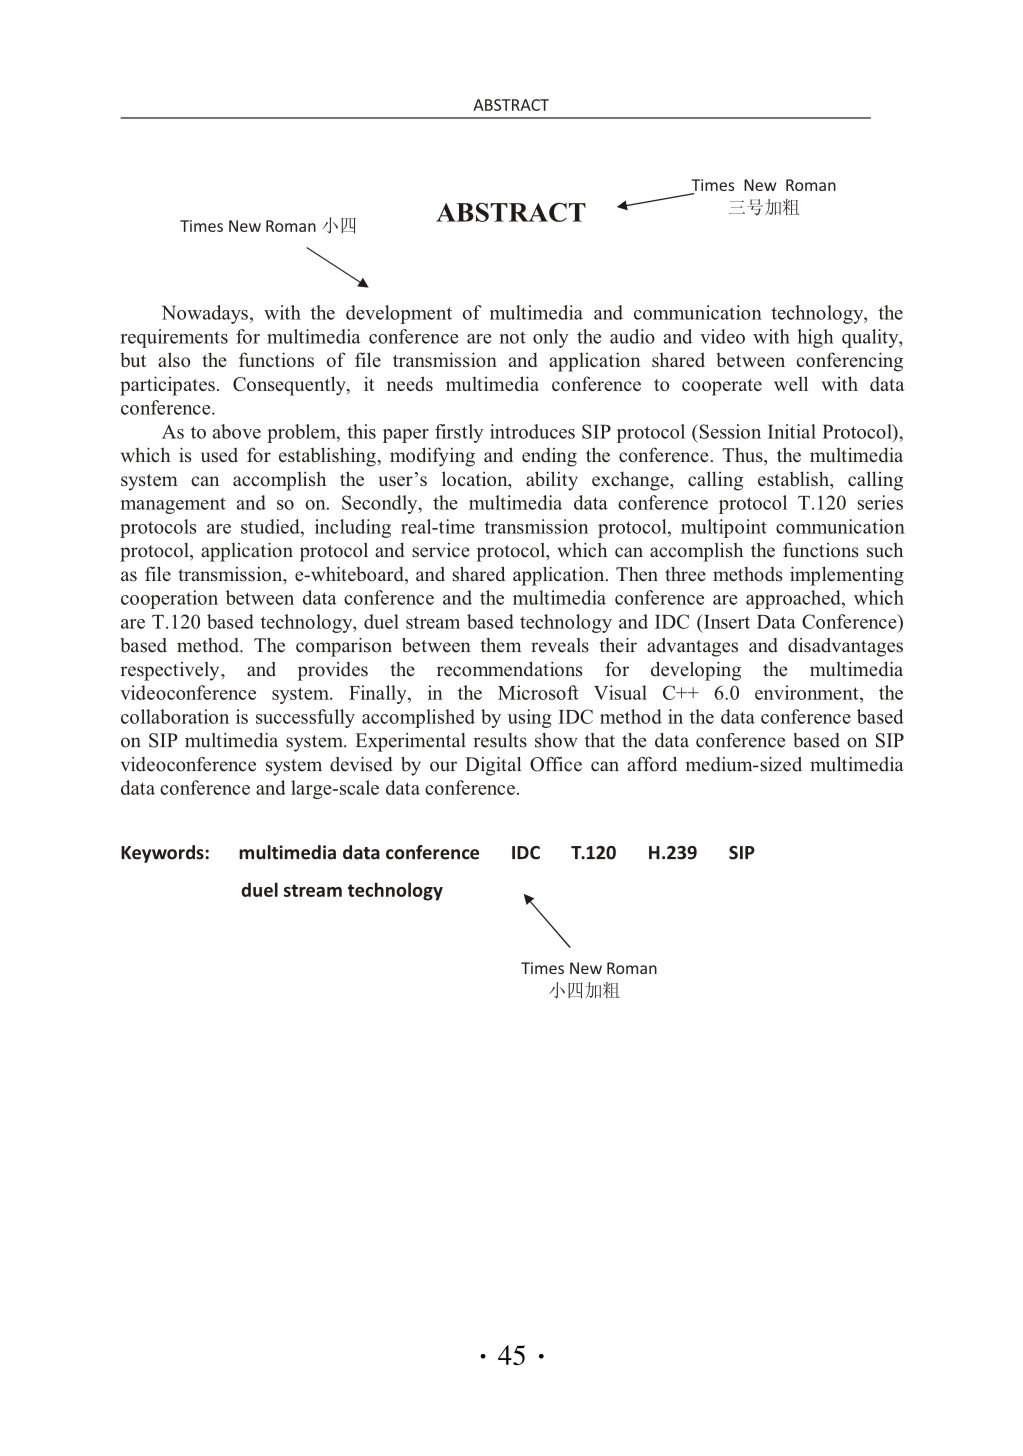 ABSTRACT
Times New Roman
三号加粗
ABSTRACT
Times New Roman 小四
Nowadays, with the development of multimedia and communication technology, the
requirements for multimedia conference are not only the audio and video with high quality,
but also the functions of file transmission and application shared between conferencing
participates. Consequently, it needs multimedia conference to cooperate well with data
conference.
As to above problem, this paper firstly introduces SIP protocol (Session Initial Protocol),
which is used for establishing, modifying and ending the conference. Thus, the multimedia
system can accomplish the user’s location, ability exchange, calling establish, calling
management and so on. Secondly, the multimedia data conference protocol T.120 series
protocols are studied, including real-time transmission protocol, multipoint communication
protocol, application protocol and service protocol, which can accomplish the functions such
as file transmission, e-whiteboard, and shared application. Then three methods implementing
cooperation between data conference and the multimedia conference are approached, which
are T.120 based technology, duel stream based technology and IDC (Insert Data Conference)
based method. The comparison between them reveals their advantages and disadvantages
respectively, and provides the recommendations for developing the multimedia
videoconference system. Finally, in the Microsoft Visual C++ 6.0 environment, the
collaboration is successfully accomplished by using IDC method in the data conference based
on SIP multimedia system. Experimental results show that the data conference based on SIP
videoconference system devised by our Digital Office can afford medium-sized multimedia
data conference and large-scale data conference.
Keywords: multimedia data conference IDC T.120 H.239 SIP
duel stream technology
Times New Roman
小四加粗
· 45 ·